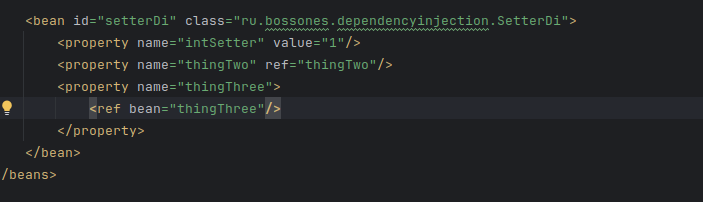 <bean id="setterDi" class="ru.bossones.dependencyinjection.SetterDi">
<property name="intSetter" value="1"/>
<property name="thingTwo" ref="thingTwo"/>
<property name="thingThree">
<ref bean="thingThree"/>
</property>
</bean>
/beans>